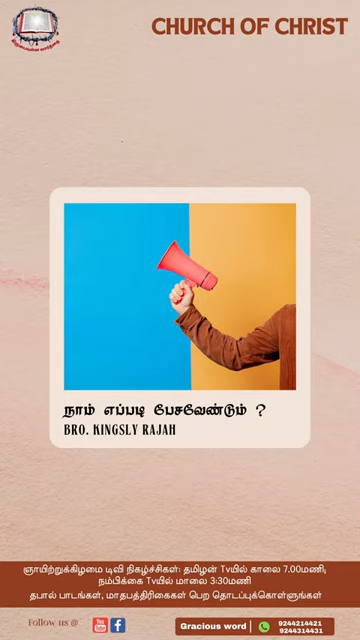 CHURCH OF CHRIST
நாம் எப்படி பேசவேண்டும் ?
BRO. KINGSLY RAJAH
ஞாயிற்றுக்கிழமை டிவி நிகழ்ச்சிகள்: தமிழன் Tvயில் காலை 7.00மணி,
நம்பிக்கை Tvயில் மாலை 3:30மணி
தபால் பாடங்கள், மாதபத்திரிகைகள் பெற தொடப்புக்கொள்ளுங்கள்
Follow us @
Gracious word
9244214421
9244314431